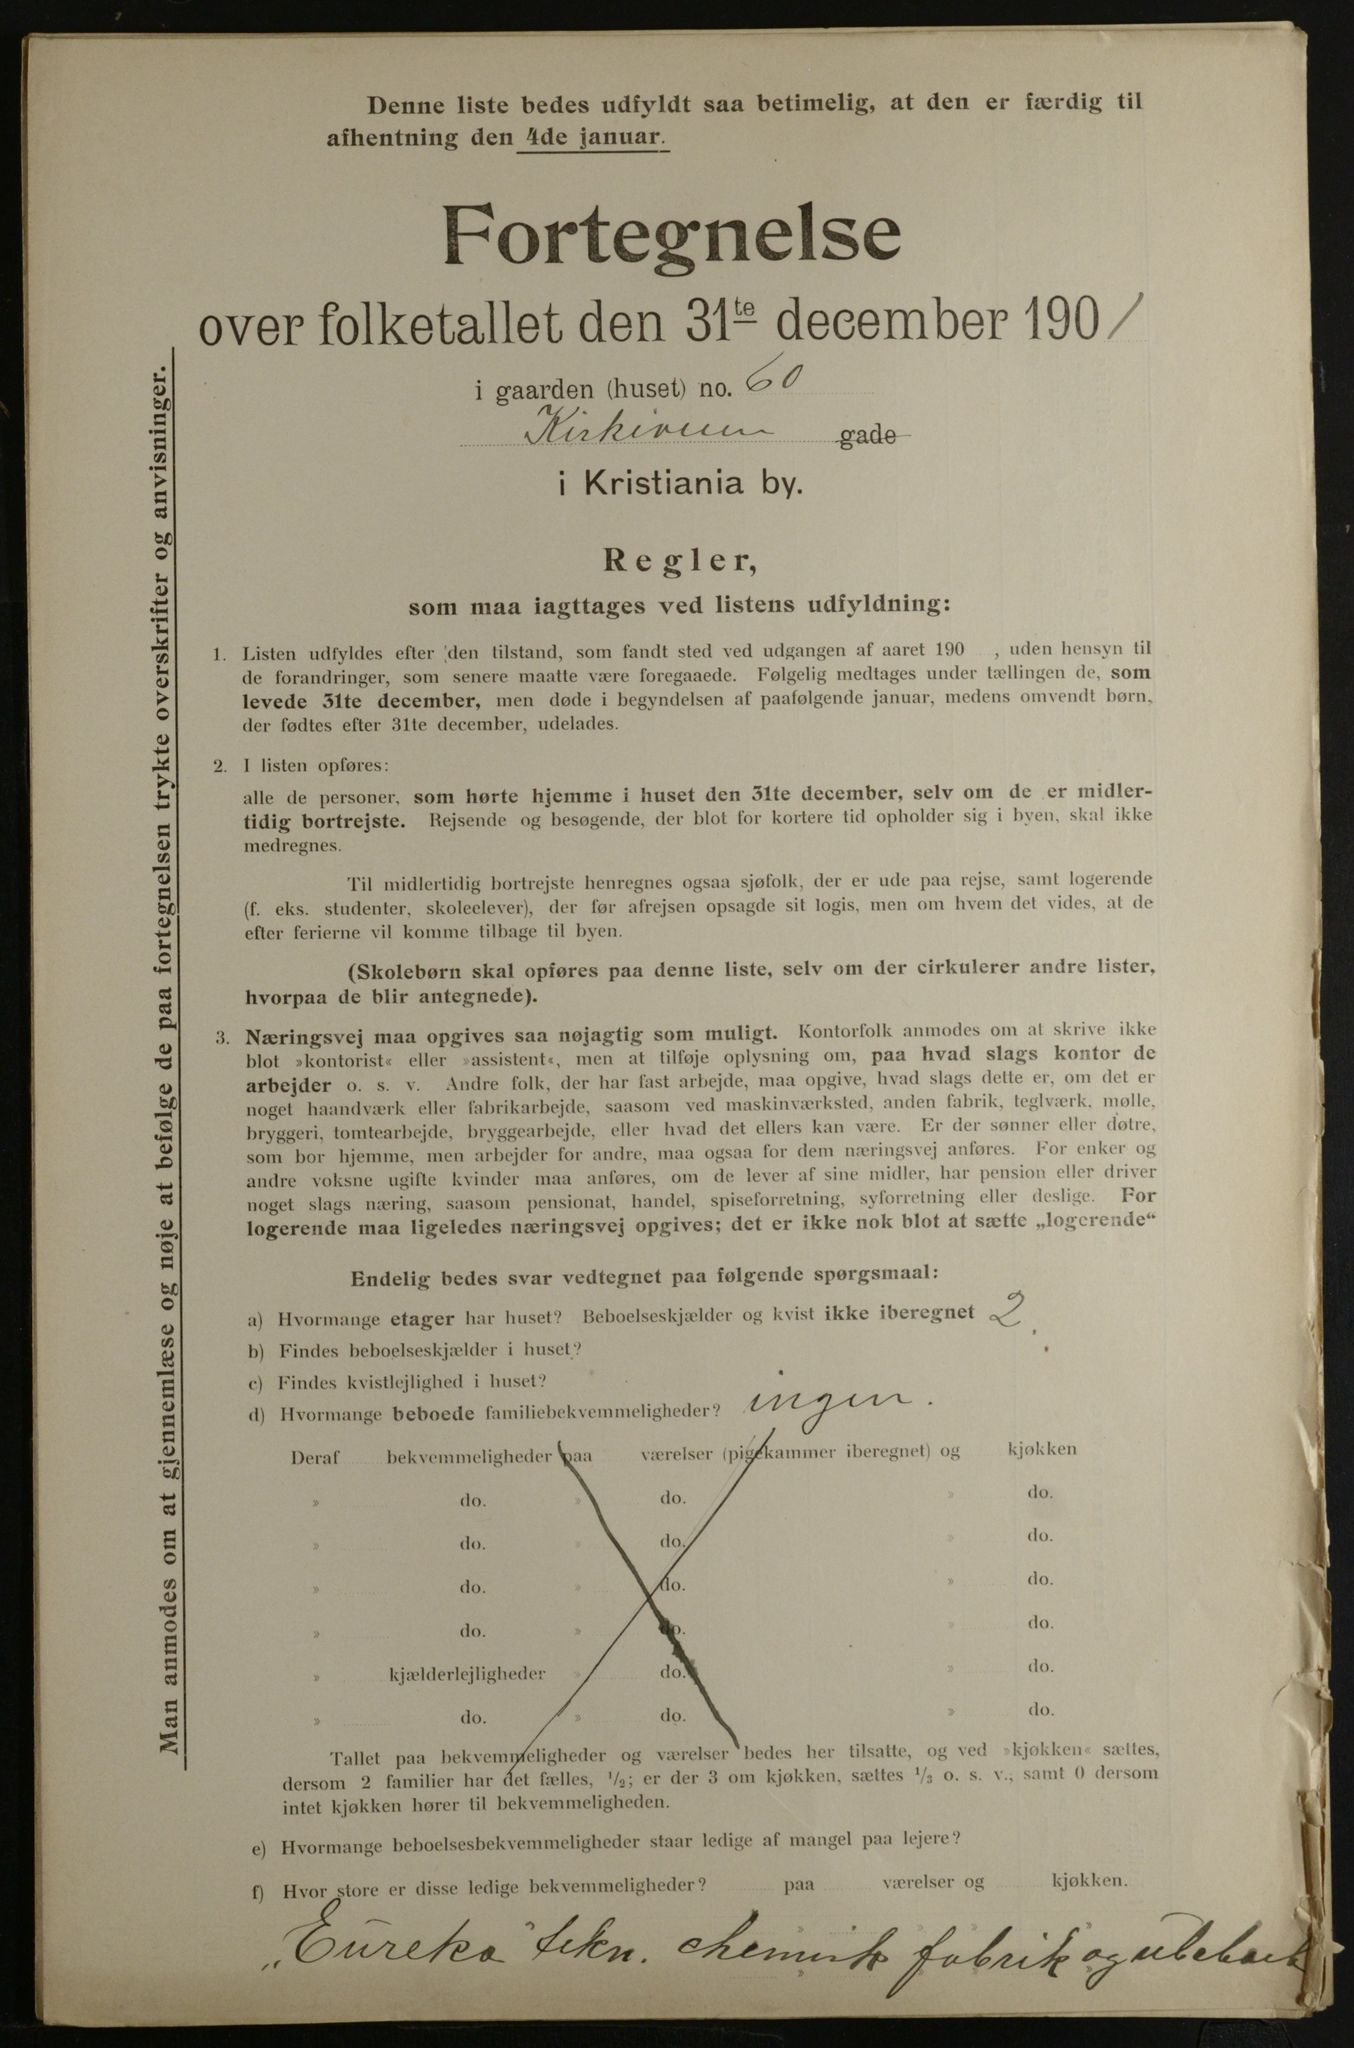 Denne liste bedes udfyldt saa betimelig, at den er færdig til
afhentning den 4de januar.
Fortegnelse
over folketallet den 31te december 1901
i gaarden (huset) no. 60
Kirkeveien gade
i Kristiania by.
Regler,
som maa iagttages ved listens udfyldning:
1. Listen udfyldes efter den tilstand, som fandt sted ved udgangen af aaret 190 , uden hensyn til
de forandringer, som senere maatte være foregaaede. Følgelig medtages under tællingen de, som
levede 31te december, men døde i begyndelsen af paafølgende januar, medens omvendt børn,
der fødtes efter 31te december, udelades.
2. I listen opføres:
alle de personer, som hørte hjemme i huset den 31te december, selv om de er midler-
tidig bortrejste. Rejsende og besøgende, der blot for kortere tid opholder sig i byen, skal ikke
medregnes.
Til midlertidig bortrejste henregnes ogsaa sjøfolk, der er ude paa rejse, samt logerende
(f. eks. studenter, skoleelever), der før afrejsen opsagde sit logis, men om hvem det vides, at de
efter ferierne vil komme tilbage til byen.
(Skolebørn skal opføres paa denne liste, selv om der cirkulerer andre lister,
hvorpaa de blir antegnede).
3. Næringsvej maa opgives saa nøjagtig som muligt. Kontorfolk anmodes om at skrive ikke
blot »kontorist« eller »assistent«, men at tilføje oplysning om, paa hvad slags kontor de
arbejder o. s. v. Andre folk, der har fast arbejde, maa opgive, hvad slags dette er, om det er
noget haandværk eller fabrikarbejde, saasom ved maskinværksted, anden fabrik, teglværk, mølle,
bryggeri, tomtearbejde, bryggearbejde, eller hvad det ellers kan være. Er der sønner eller døtre,
som bor hjemme, men arbejder for andre, maa ogsaa for dem næringsvej anføres. For enker og
andre voksne ugifte kvinder maa anføres, om de lever af sine midler, har pension eller driver
noget slags næring, saasom pensionat, handel, spiseforretning, syforretning eller deslige. For
logerende maa ligeledes næringsvej opgives; det er ikke nok blot at sætte „logerende“
Endelig bedes svar vedtegnet paa følgende spørgsmaal:
a) Hvormange etager har huset? Beboelseskjælder og kvist ikke iberegnet 2
b) Findes beboelseskjælder i huset?
c) Findes kvistlejlighed i huset?
d) Hvormange beboede familiebekvemmeligheder? ingen.
Deraf bekvemmeligheder paa værelser (pigekammer iberegnet) og kjøkken
» do. » do. » do.
» do. » do. » do.
» do. » do. » do.
» do. » do. » do.
» kjælderlejligheder » do. » do.
» do. » do. » do.
Tallet paa bekvemmeligheder og værelser bedes her tilsatte, og ved »kjøkken« sættes,
dersom 2 familier har det fælles, 1/2; er der 3 om kjøkken, sættes 1/3 o. s. v., samt 0 dersom
intet kjøkken hører til bekvemmeligheden.
e) Hvormange beboelsesbekvemmeligheder staar ledige af mangel paa lejere?
f) Hvor store er disse ledige bekvemmeligheder? paa værelser og kjøkken.
„Eureka“ tekn. chemisk fabrik og ubeboet
Man anmodes om at gjennemlæse og nøje at befølge de paa fortegnelsen trykte overskrifter og anvisninger.